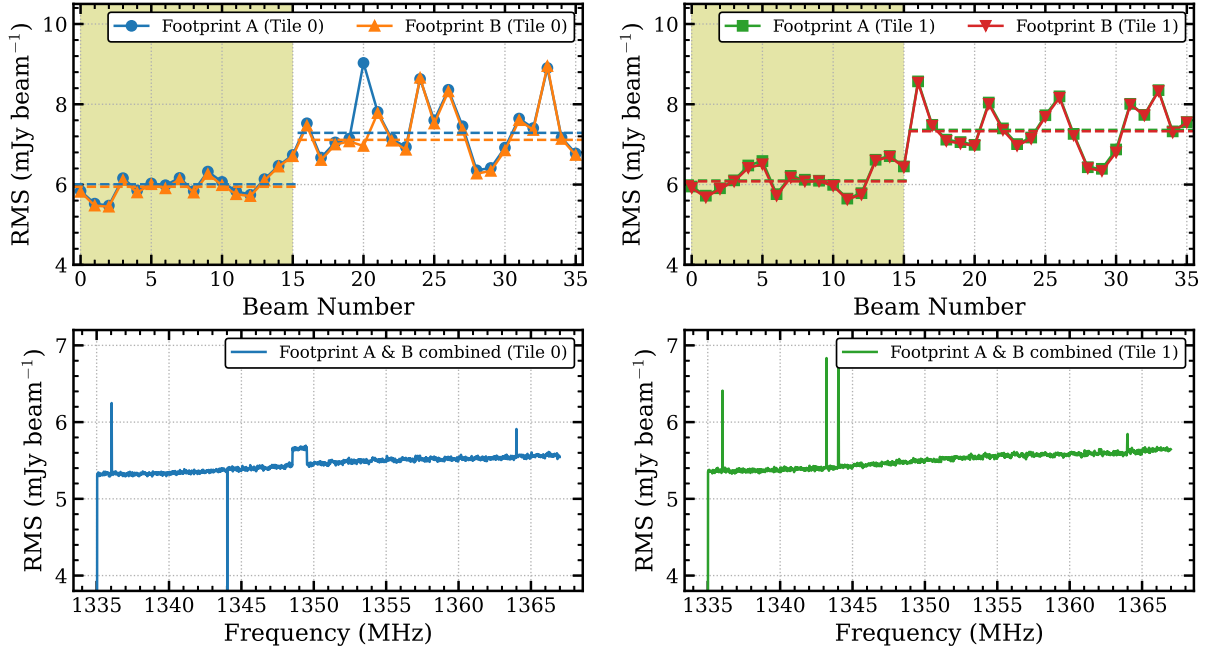 Footprint A (Tile 0) Footprint B (Tile 0)
RMS (mJy beam⁻¹)
10
8
6
4
0 5 10 15 20 25 30 35
Beam Number
Footprint A (Tile 1) Footprint B (Tile 1)
RMS (mJy beam⁻¹)
10
8
6
4
0 5 10 15 20 25 30 35
Beam Number
Footprint A & B combined (Tile 0)
RMS (mJy beam⁻¹)
7
6
5
4
1335 1340 1345 1350 1355 1360 1365
Frequency (MHz)
Footprint A & B combined (Tile 1)
RMS (mJy beam⁻¹)
7
6
5
4
1335 1340 1345 1350 1355 1360 1365
Frequency (MHz)